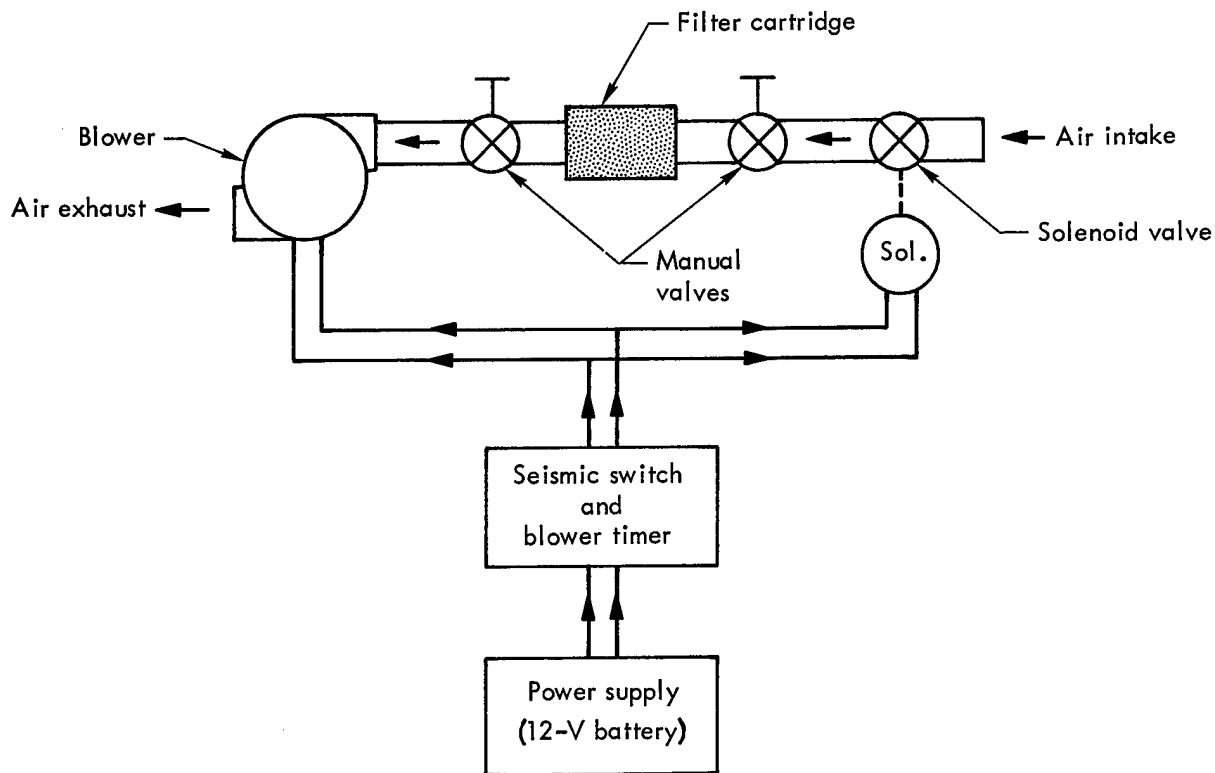 Filter cartridge
Blower
Air intake
Air exhaust
Solenoid valve
Sol.
Manual
valves
Seismic switch
and
blower timer
Power supply
(12-V battery)